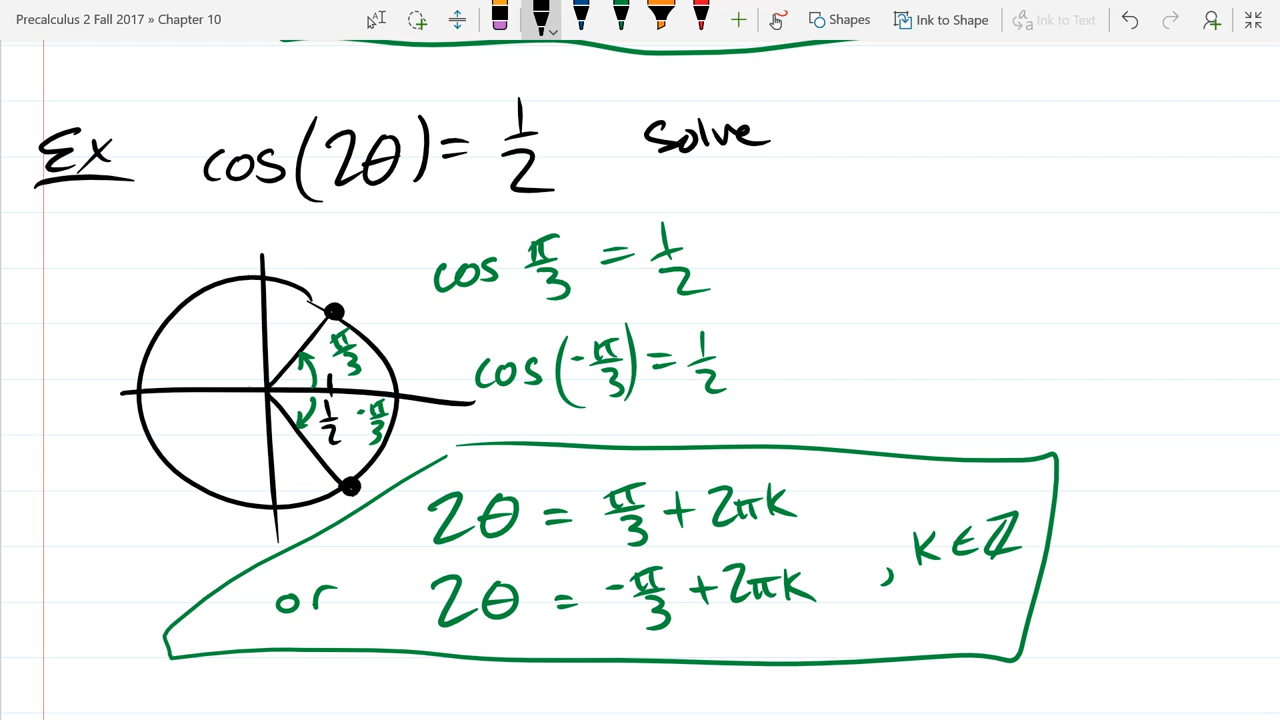 Precalculus 2 Fall 2017 » Chapter 10
Shapes
Ink to Shape
Ink to Text
Ex cos(2θ) = 1/2 solve
cos π/3 = 1/2
π/3
cos(-π/3) = 1/2
1/2 -π/3
2θ = π/3 + 2πk
or 2θ = -π/3 + 2πk , k ∈ ℤ